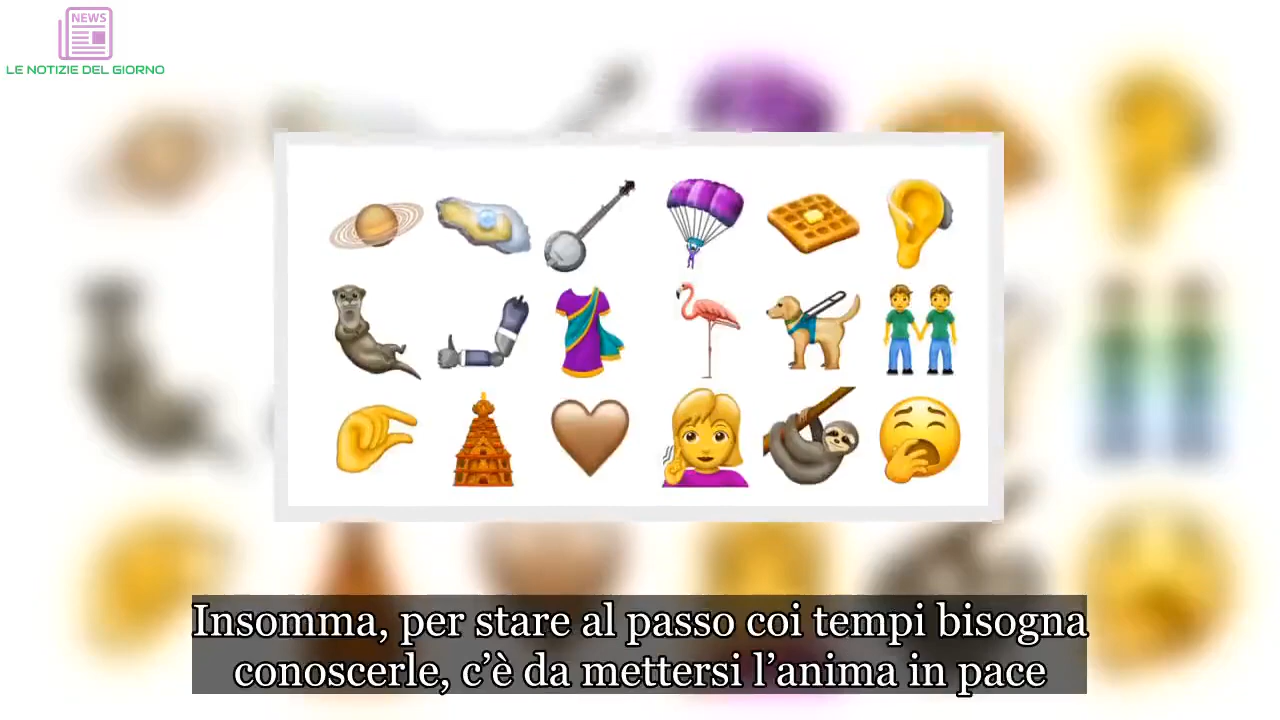 NEWS
LE NOTIZIE DEL GIORNO
Insomma, per stare al passo coi tempi bisogna
conoscerle, c’è da mettersi l’anima in pace